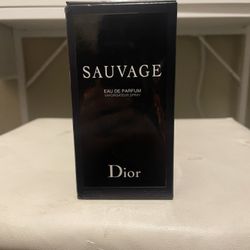 SAUVAGE
EAU DE PARFUM
VAPORISATEUR SPRAY
Dior